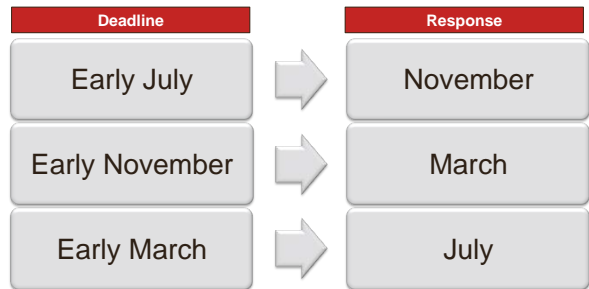 Deadline
Response
Early July
November
Early November
March
Early March
July